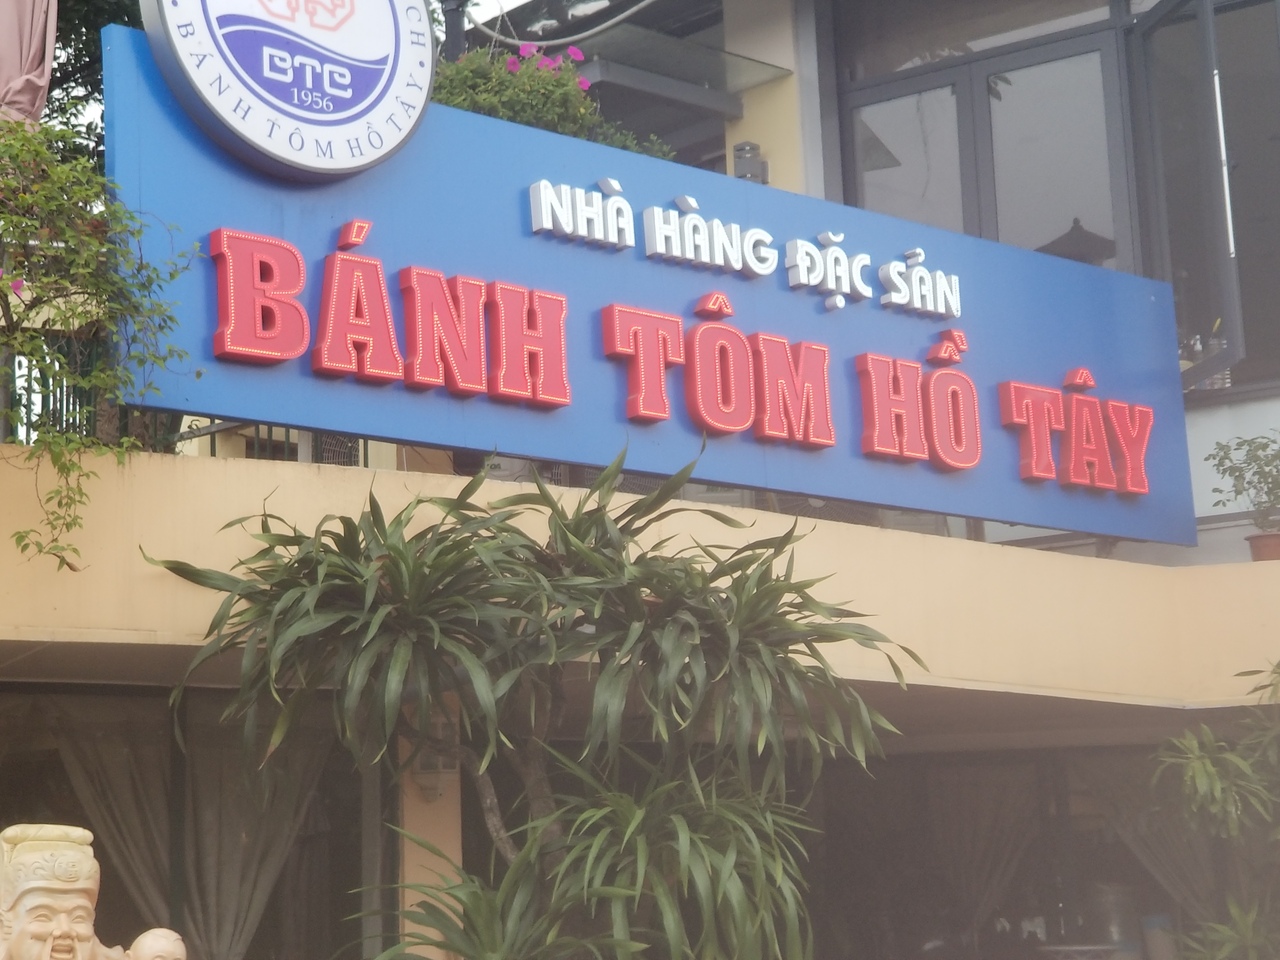 BTC
1956
BÁNH TÔM HỒ TÂY
NHÀ HÀNG ĐẶC SẢN
BÁNH TÔM HỒ TÂY